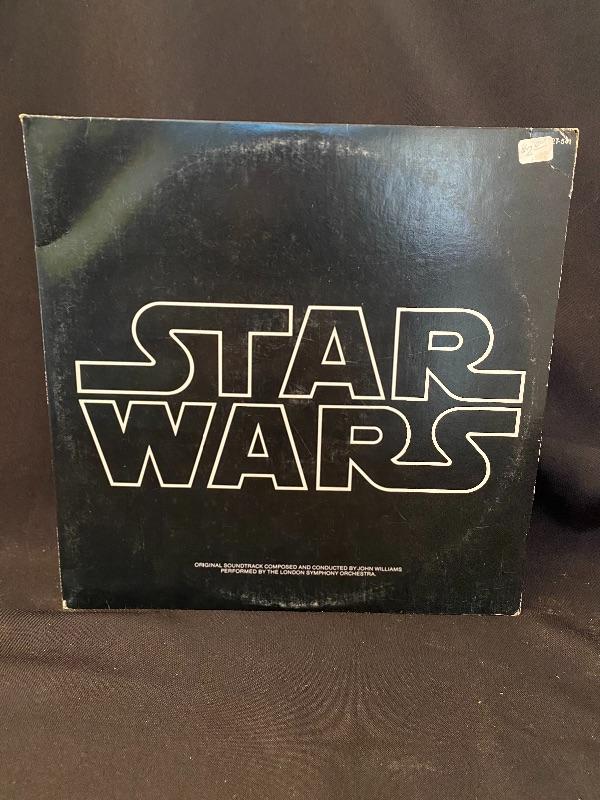 STAR
WARS
ORIGINAL SOUNDTRACK COMPOSED AND CONDUCTED BY JOHN WILLIAMS
PERFORMED BY THE LONDON SYMPHONY ORCHESTRA.